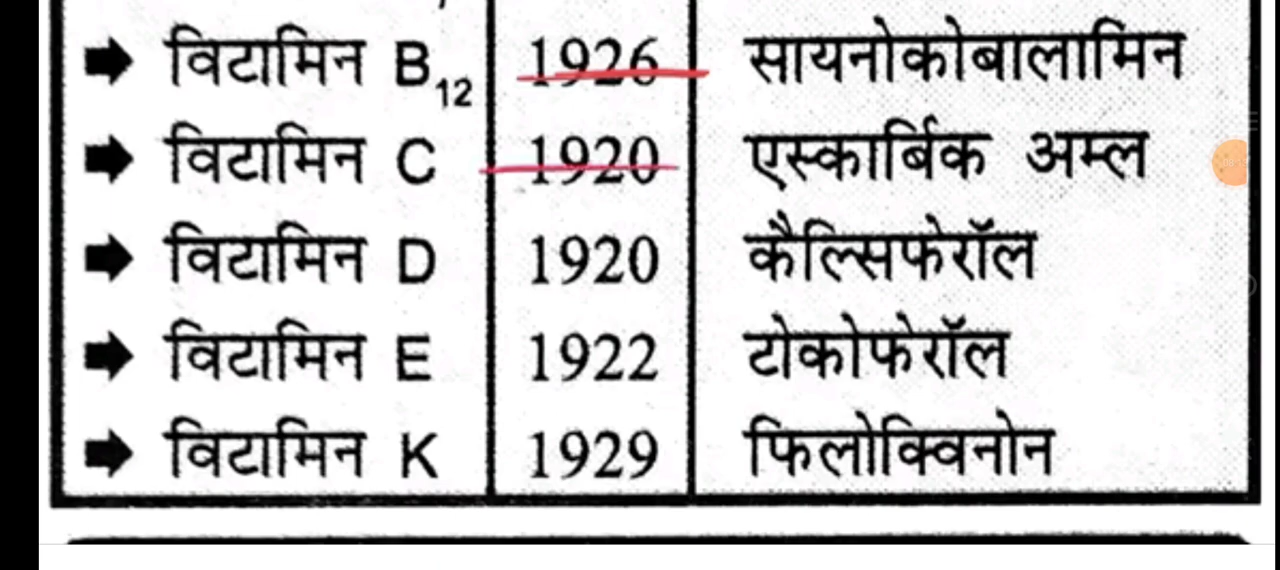 ➡ विटामिन B12 1926 सायनोकोबालामिन
➡ विटामिन C 1920 एस्कार्बिक अम्ल
➡ विटामिन D 1920 कैल्सिफेरॉल
➡ विटामिन E 1922 टोकोफेरॉल
➡ विटामिन K 1929 फिलोक्विनोन